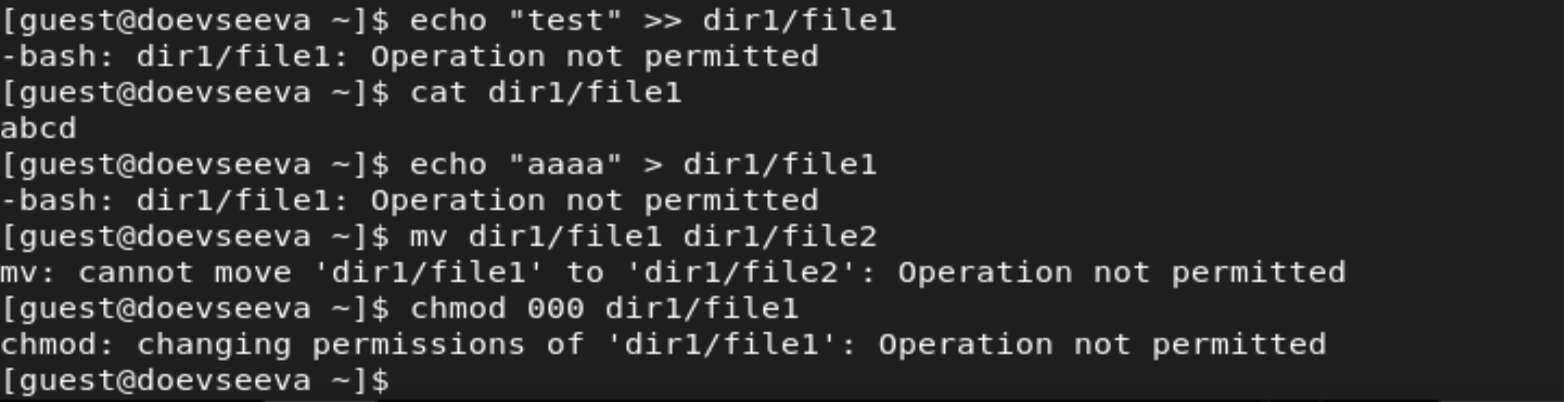 [guest@doevseeva ~]$ echo "test" >> dir1/file1
-bash: dir1/file1: Operation not permitted
[guest@doevseeva ~]$ cat dir1/file1
abcd
[guest@doevseeva ~]$ echo "aaaa" > dir1/file1
-bash: dir1/file1: Operation not permitted
[guest@doevseeva ~]$ mv dir1/file1 dir1/file2
mv: cannot move 'dir1/file1' to 'dir1/file2': Operation not permitted
[guest@doevseeva ~]$ chmod 000 dir1/file1
chmod: changing permissions of 'dir1/file1': Operation not permitted
[guest@doevseeva ~]$